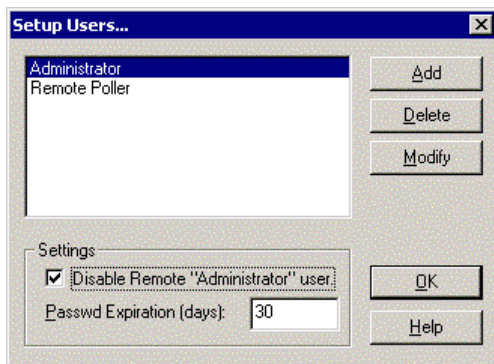 Setup Users...
Administrator
Remote Poller
Add
Delete
Modify
Settings
Disable Remote "Administrator" user.
Passwd Expiration (days): 30
OK
Help